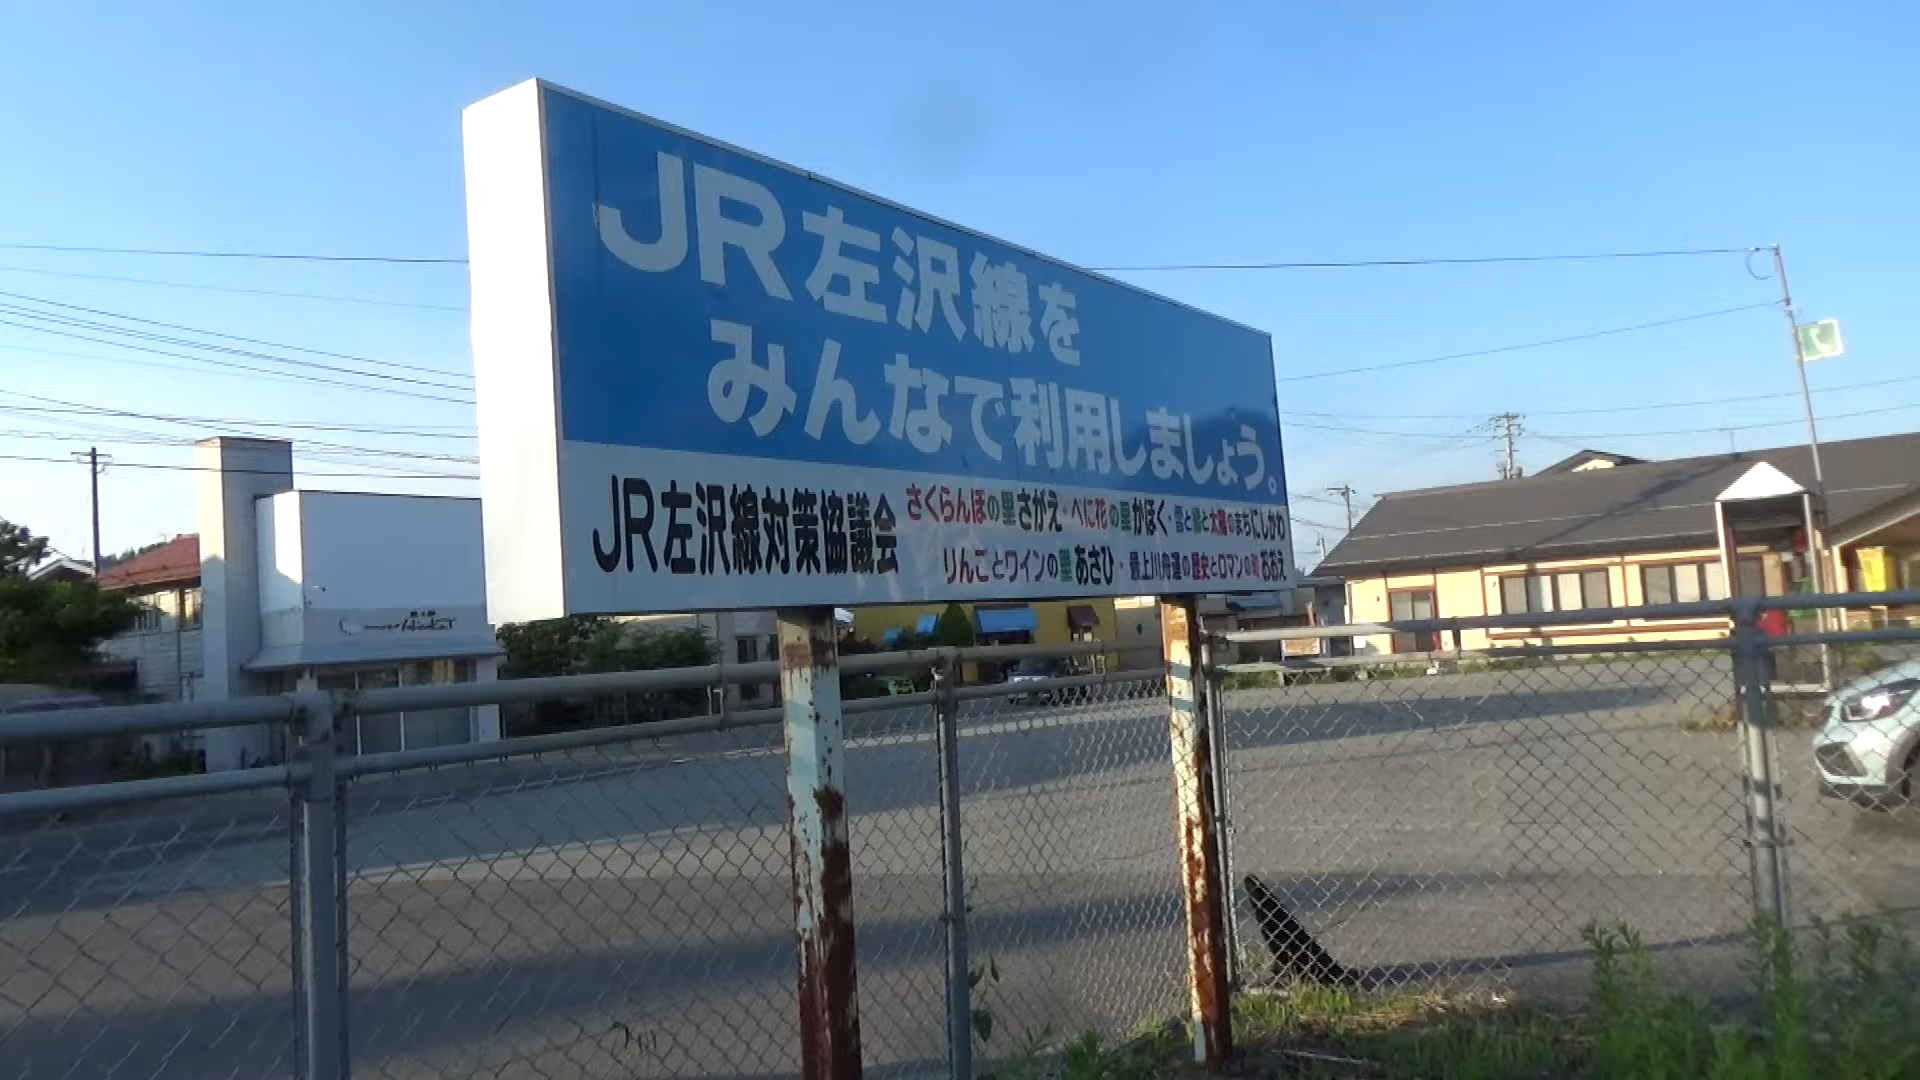 JR左沢線を
みんなで利用しましょう。
JR左沢線対策協議会
さくらんぼの里さがえ・べに花の里かほく・雲と緑と太陽のまちにしかわ
りんごとワインの里あさひ・最上川舟運の歴史とロマンの町おおえ